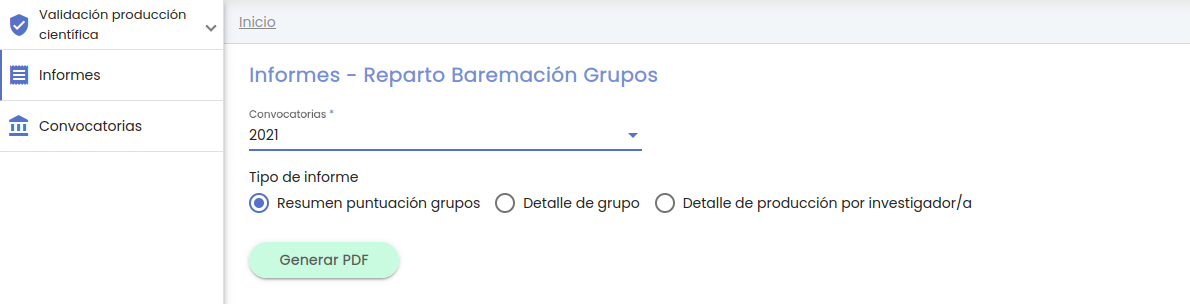 Validación producción
científica
Informes
Convocatorias
Inicio
Informes - Reparto Baremación Grupos
Convocatorias *
2021
Tipo de informe
Resumen puntuación grupos Detalle de grupo Detalle de producción por investigador/a
Generar PDF